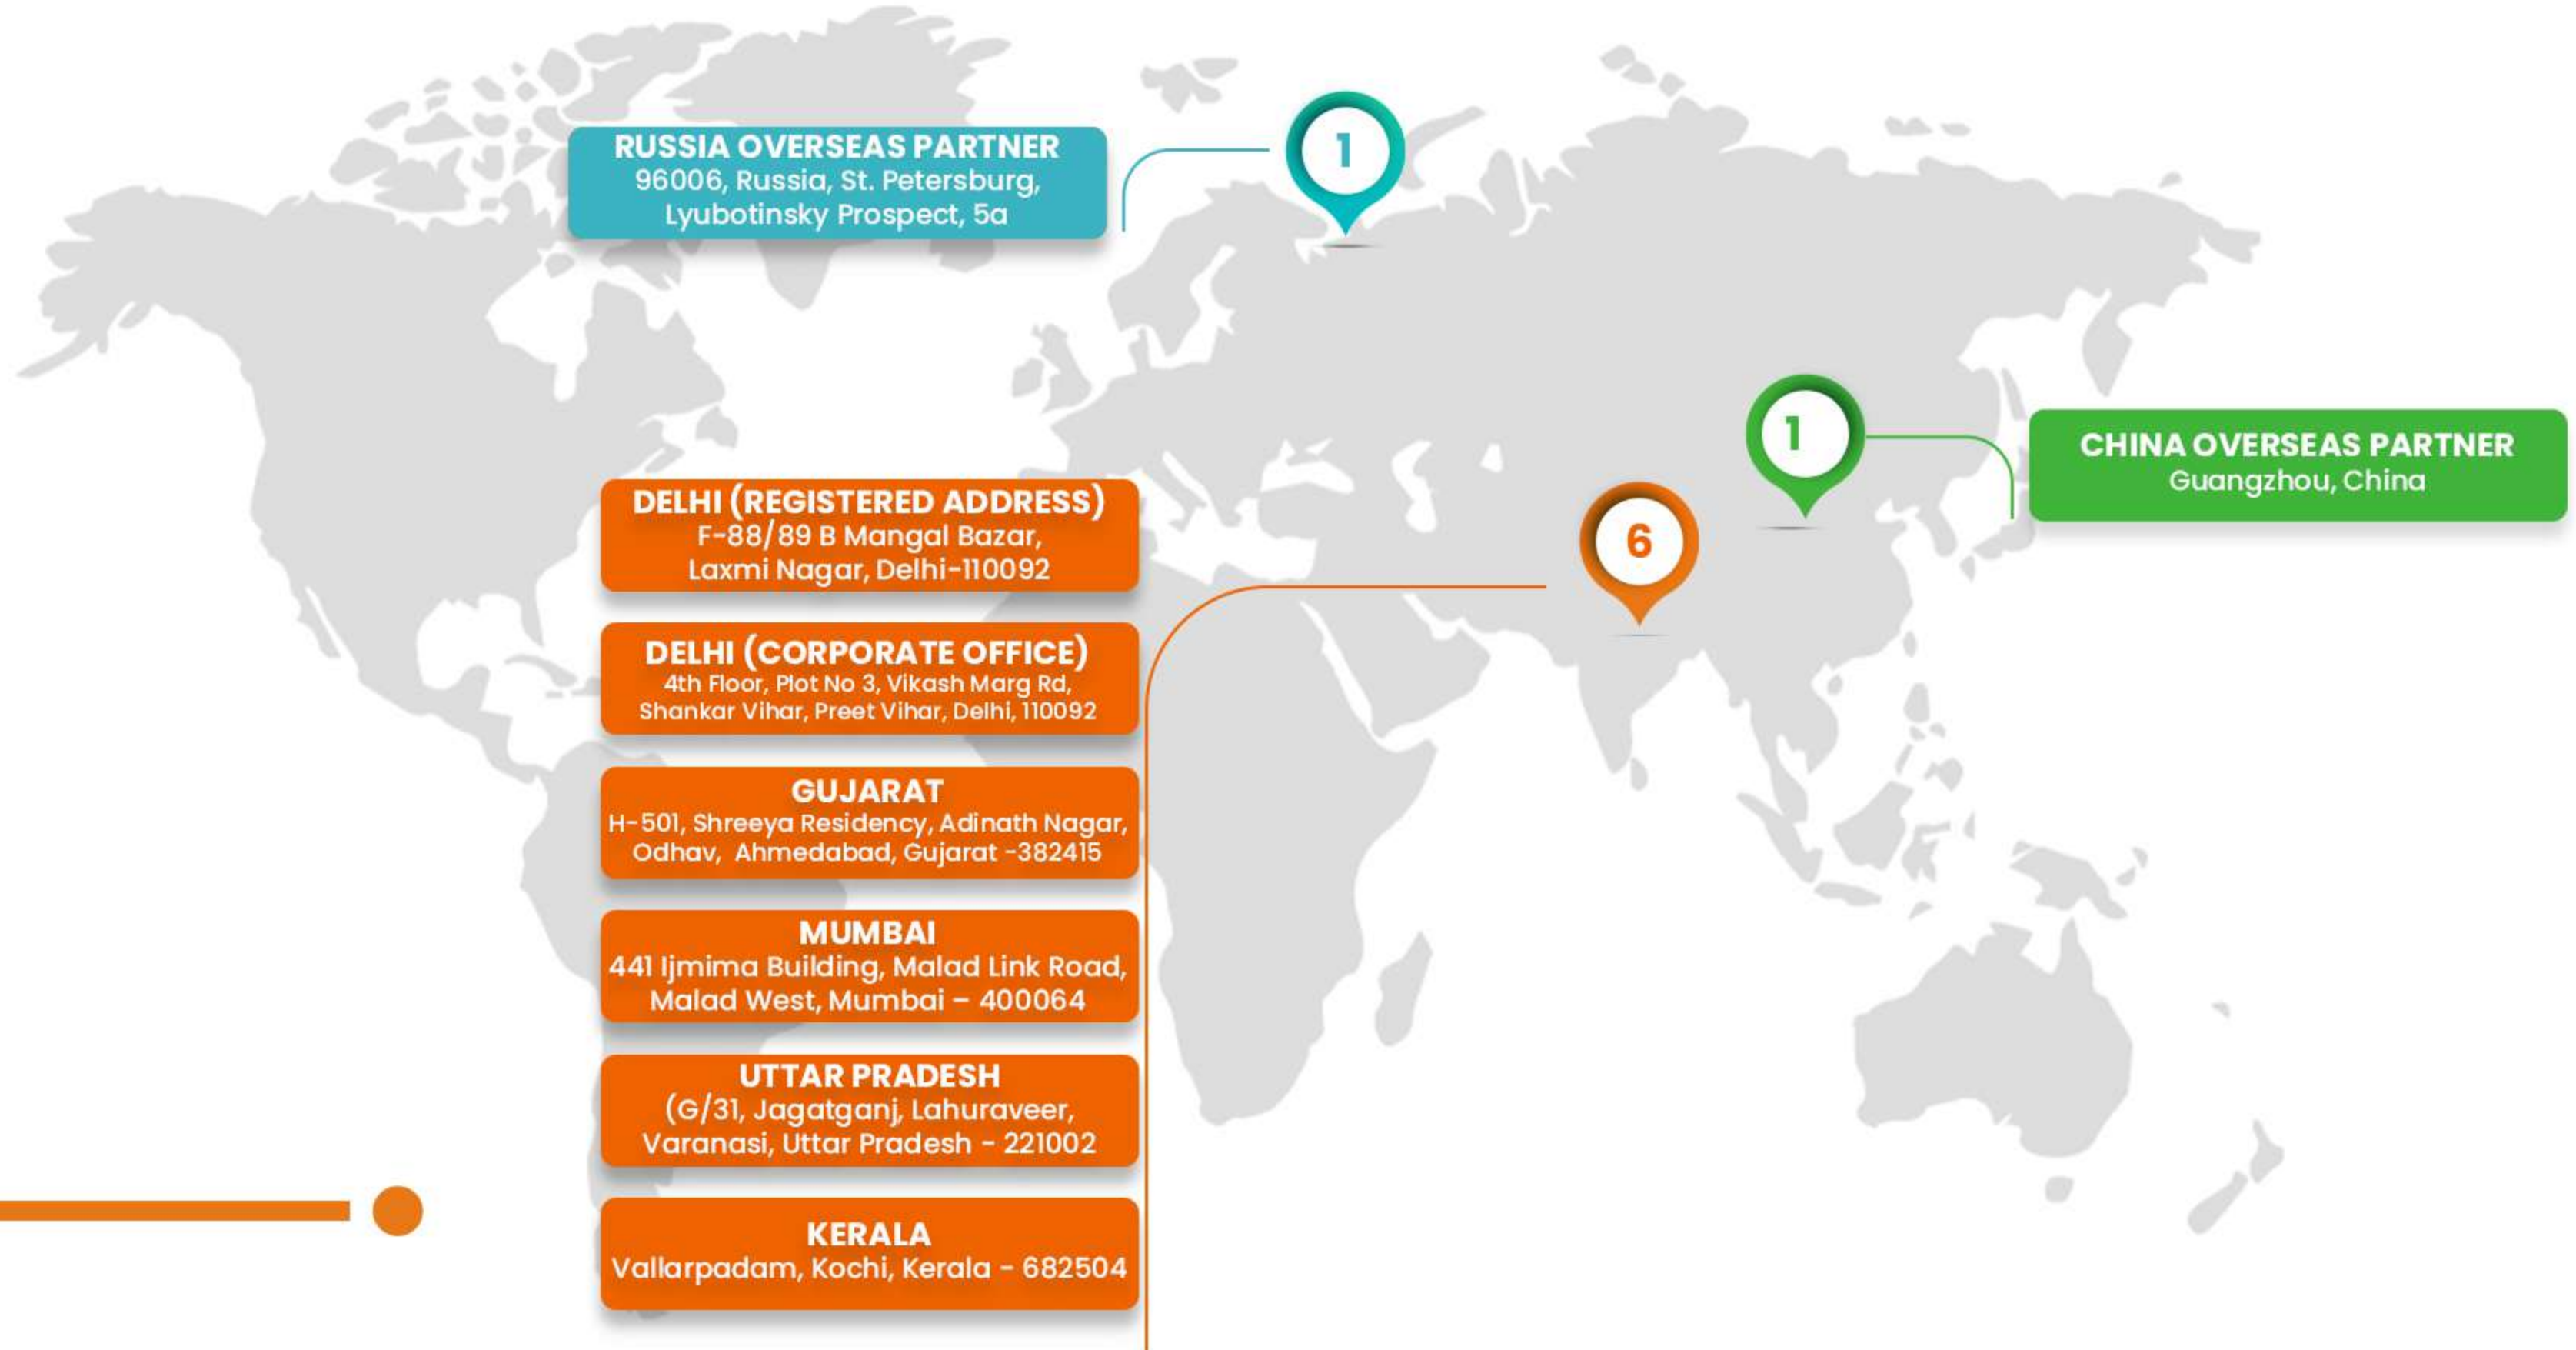 RUSSIA OVERSEAS PARTNER
96006, Russia, St. Petersburg,
Lyubotinsky Prospect, 5a
1
1
CHINA OVERSEAS PARTNER
Guangzhou, China
6
DELHI (REGISTERED ADDRESS)
F-88/89 B Mangal Bazar,
Laxmi Nagar, Delhi-110092
DELHI (CORPORATE OFFICE)
4th Floor, Plot No 3, Vikash Marg Rd,
Shankar Vihar, Preet Vihar, Delhi, 110092
GUJARAT
H-501, Shreeya Residency, Adinath Nagar,
Odhav, Ahmedabad, Gujarat -382415
MUMBAI
441 Ijmima Building, Malad Link Road,
Malad West, Mumbai – 400064
UTTAR PRADESH
(G/31, Jagatganj, Lahuraveer,
Varanasi, Uttar Pradesh - 221002
KERALA
Vallarpadam, Kochi, Kerala - 682504